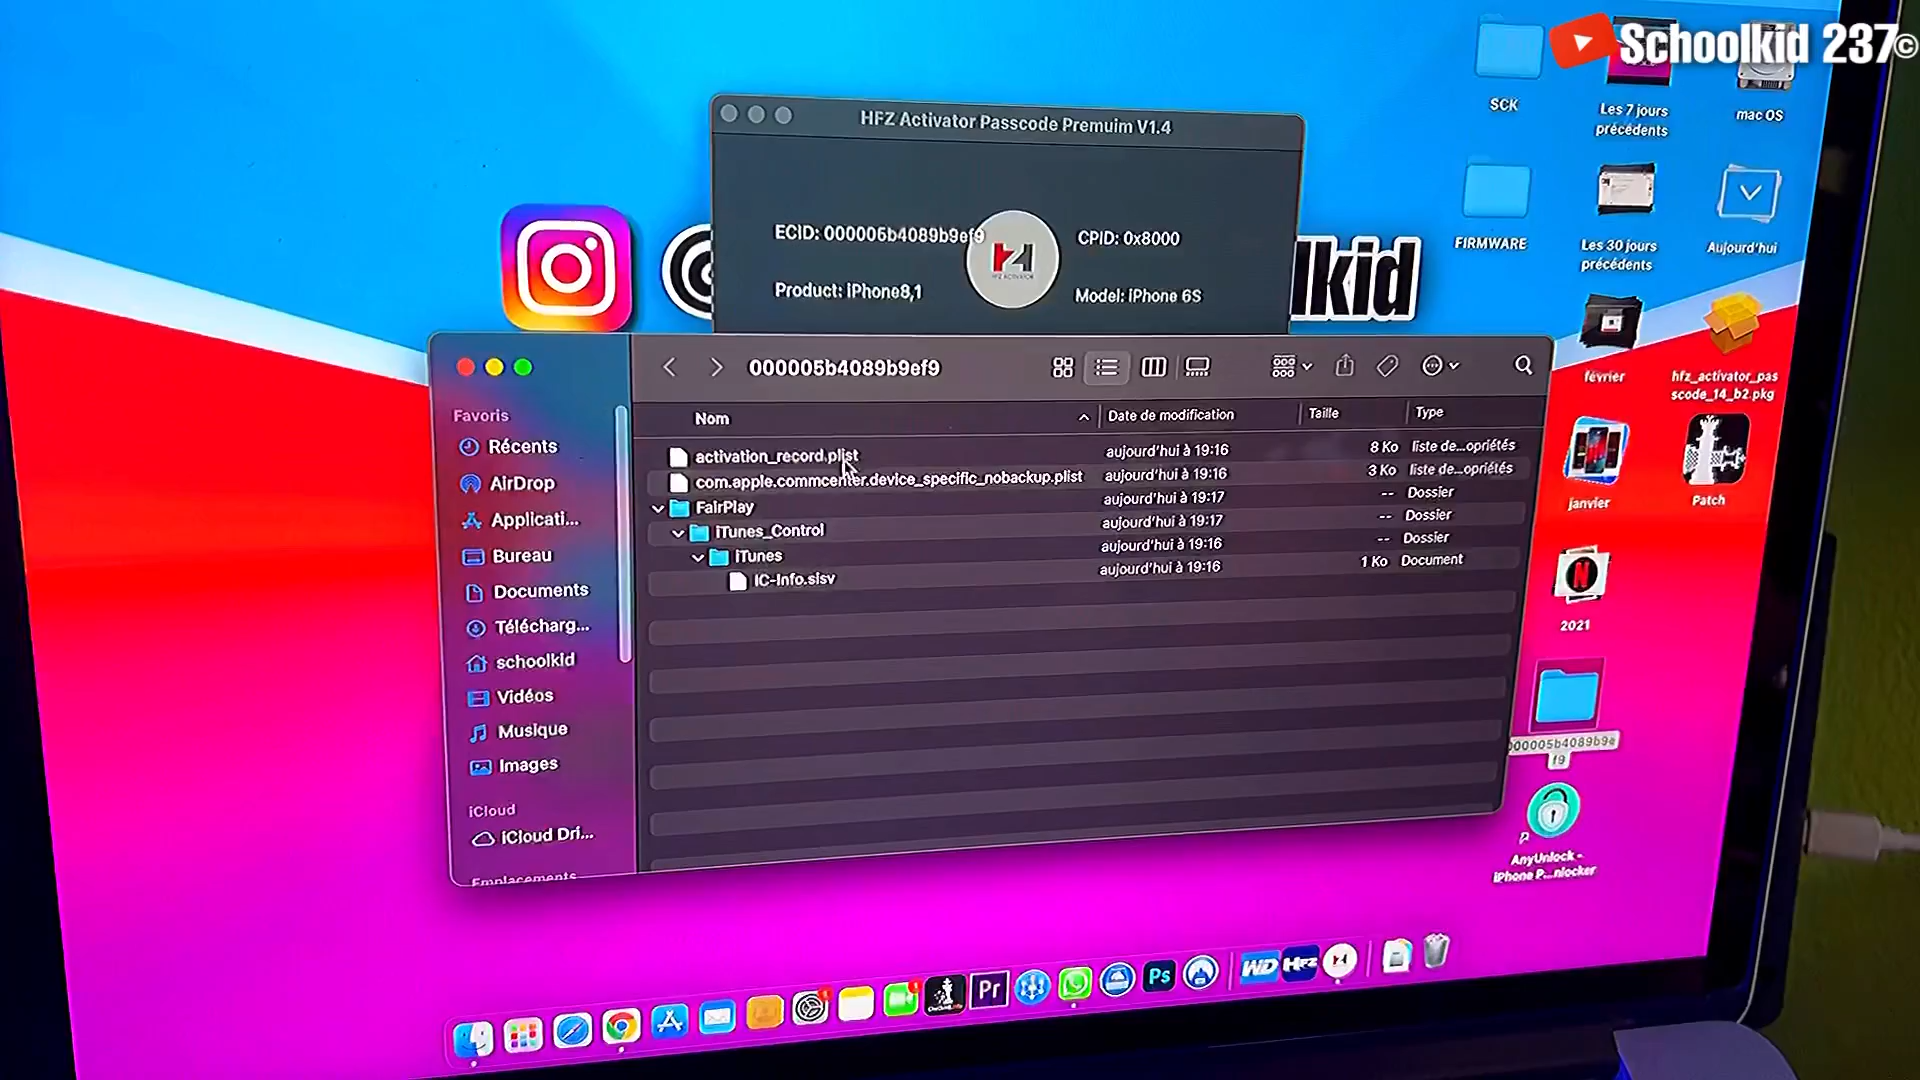 Schoolkid 237©
SCK
Les 7 jours
précédents
mac OS
HFZ Activator Passcode Premuim V1.4
ECID: 000005b4089b9ef9
CPID: 0x8000
Product: iPhone8,1
Model: iPhone 6S
HFZ ACTIVATOR
lkid
FIRMWARE
Les 30 jours
précédents
Aujourd'hui
000005b4089b9ef9
février
hfz_activator_pas
scode_14_b2.pkg
Favoris
Récents
AirDrop
Applicati...
Bureau
Documents
Télécharg...
schoolkid
Vidéos
Musique
Images
iCloud
iCloud Dri...
Emplacements
Nom
Date de modification
Taille
Type
activation_record.plist
aujourd'hui à 19:16
8 Ko
liste de...opriétés
com.apple.commcenter.device_specific_nobackup.plist
aujourd'hui à 19:16
3 Ko
liste de...opriétés
FairPlay
aujourd'hui à 19:17
--
Dossier
iTunes_Control
aujourd'hui à 19:17
--
Dossier
iTunes
aujourd'hui à 19:16
--
Dossier
IC-Info.sisv
aujourd'hui à 19:16
1 Ko
Document
janvier
Patch
N
2021
000005b4089b9e
f9
AnyUnlock -
iPhone P...nlocker
Pr
Ps
WD
HFZ